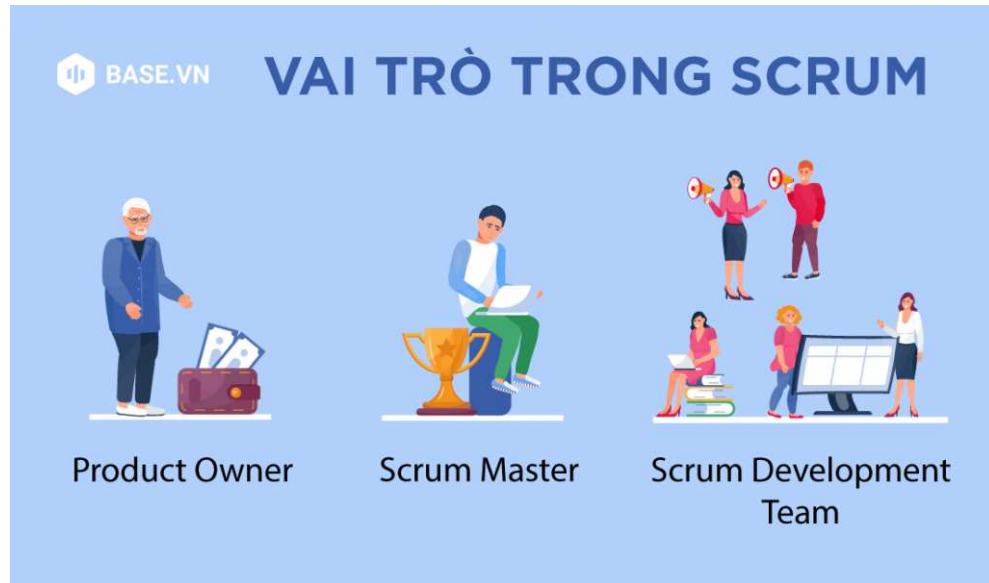 BASE.VN
VAI TRÒ TRONG SCRUM
Product Owner
Scrum Master
Scrum Development
Team